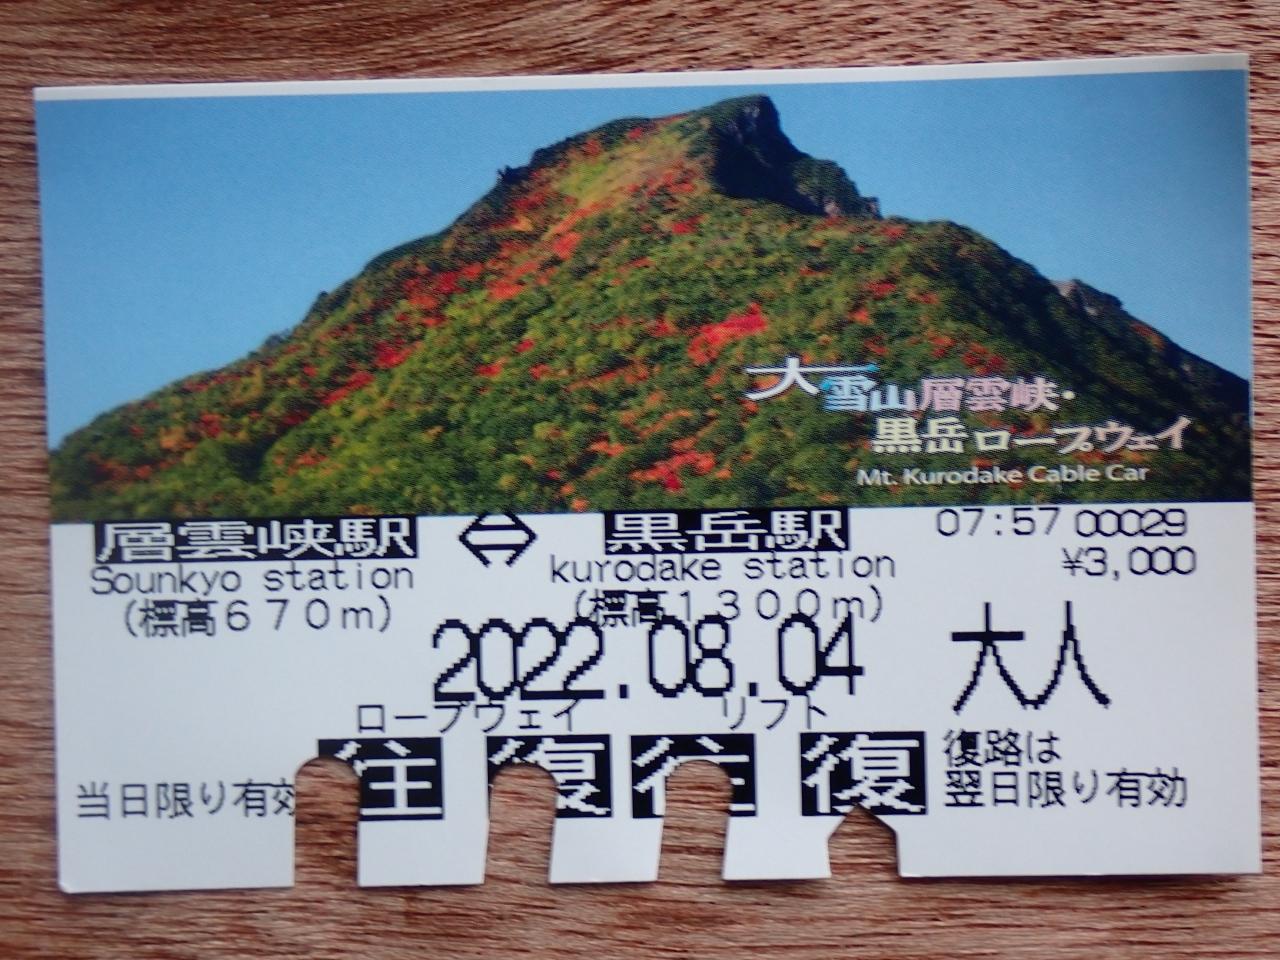 大雪山層雲峡・
黒岳ロープウェイ
Mt. Kurodake Cable Car
層雲峡駅 ⇔ 黒岳駅 07:57 00029
Sounkyo station kurodake station ¥3,000
(標高670m) (標高1300m)
2022.08.04 大人
ロープウェイ リフト
当日限り有効 往 復 往 復 復路は
翌日限り有効